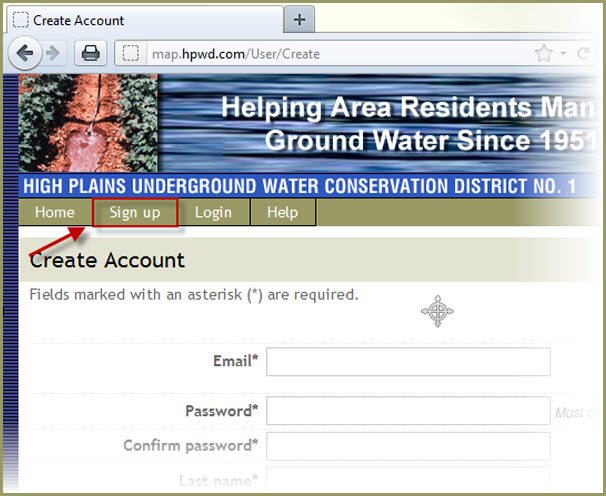 Create Account
map.hpwd.com/User/Create
Helping Area Residents
Ground Water Since 1951
HIGH PLAINS UNDERGROUND WATER CONSERVATION DISTRICT NO. 1
Home Sign up Login Help
Create Account
Fields marked with an asterisk (*) are required.
Email*
Password* Must
Confirm password*
Last name*